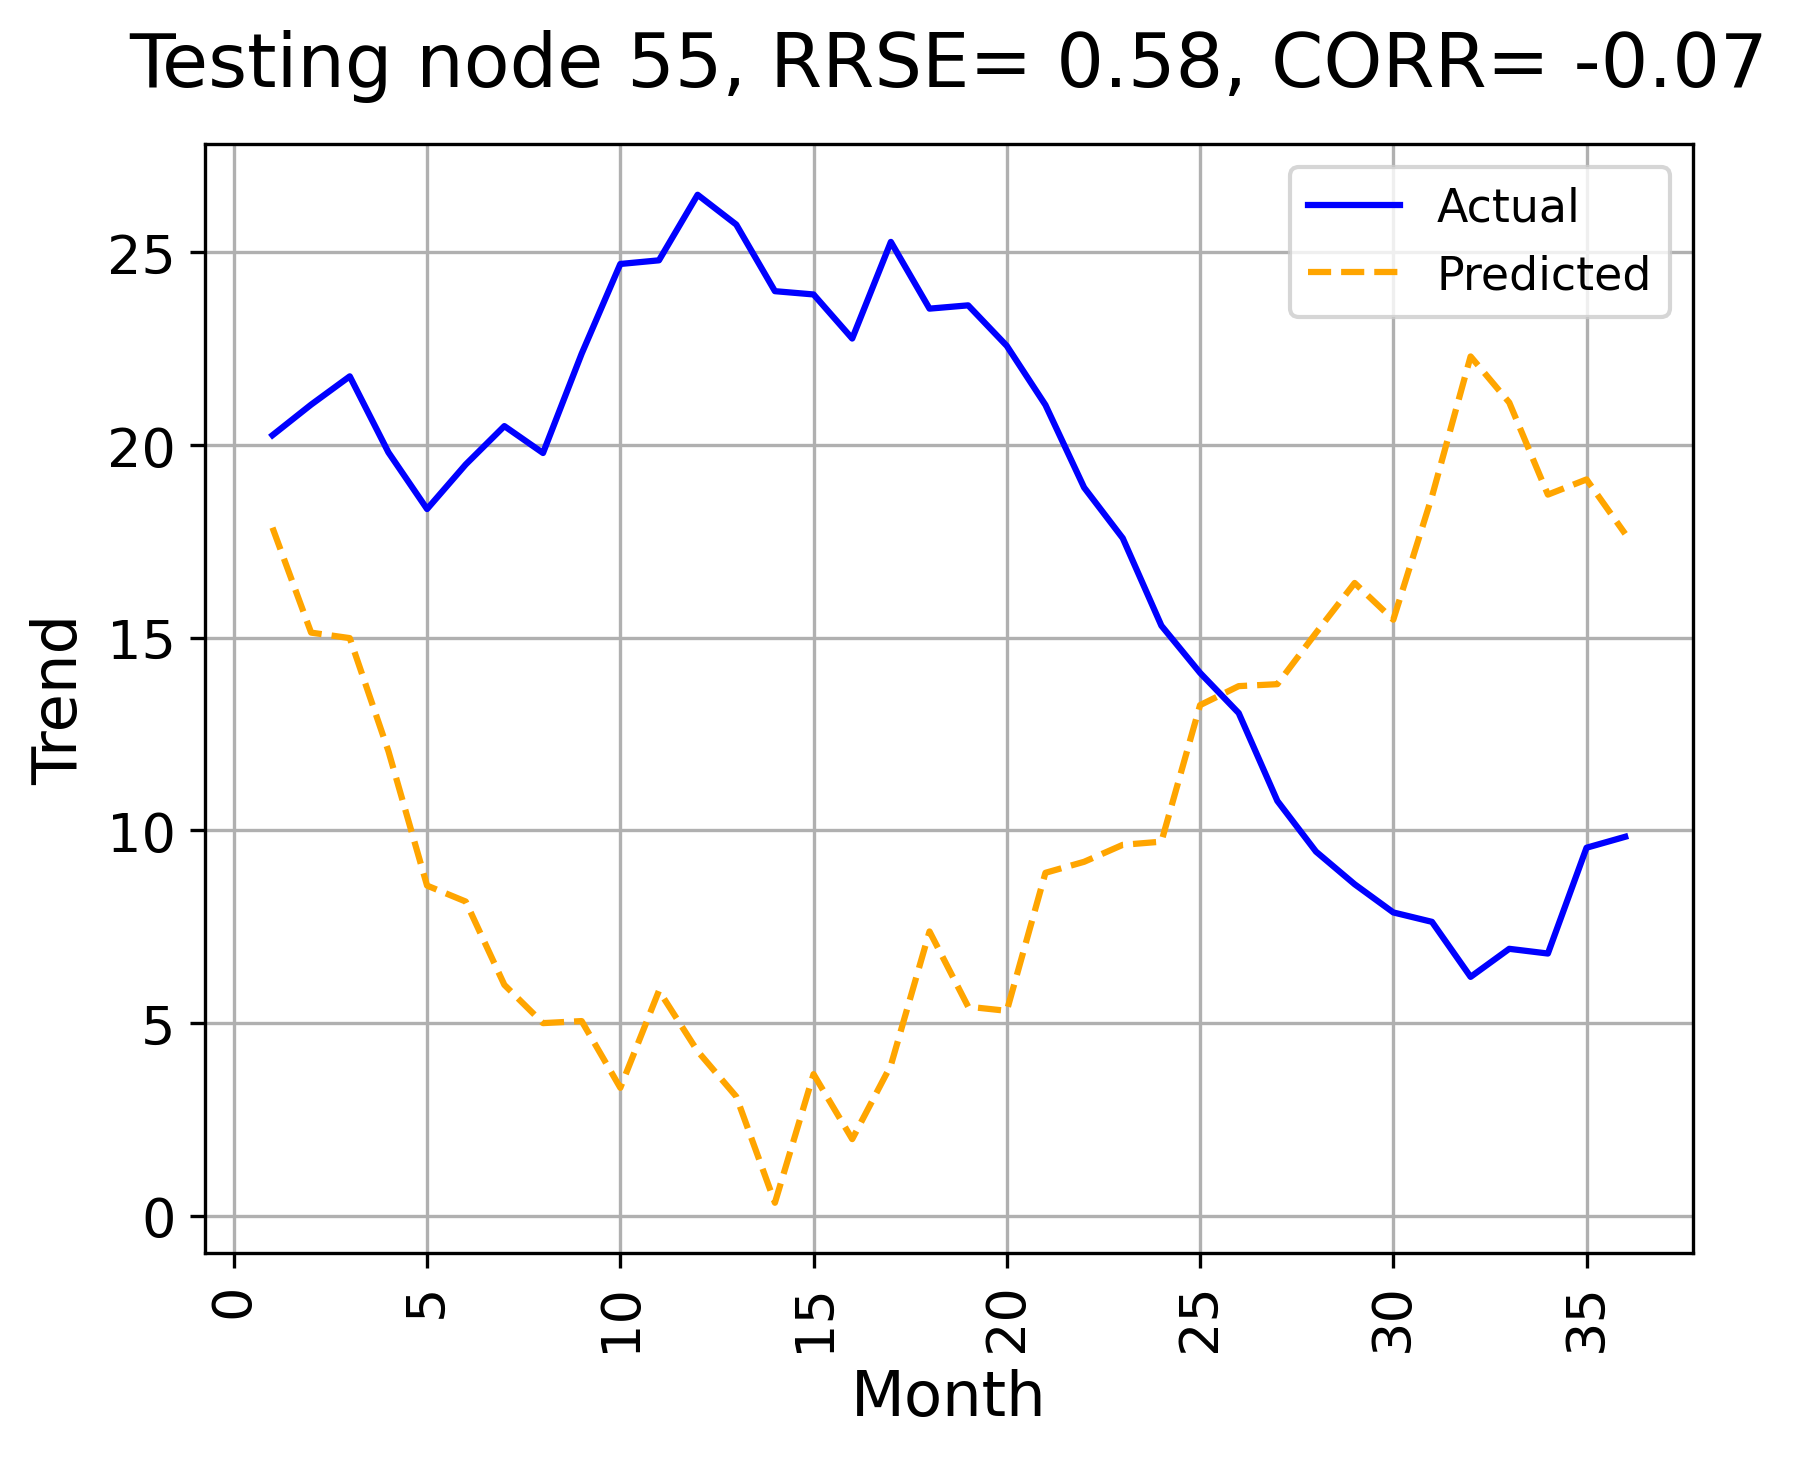 Testing node 55, RRSE= 0.58, CORR= -0.07
Actual
Predicted
Trend
25
20
15
10
5
0
0 5 10 15 20 25 30 35
Month